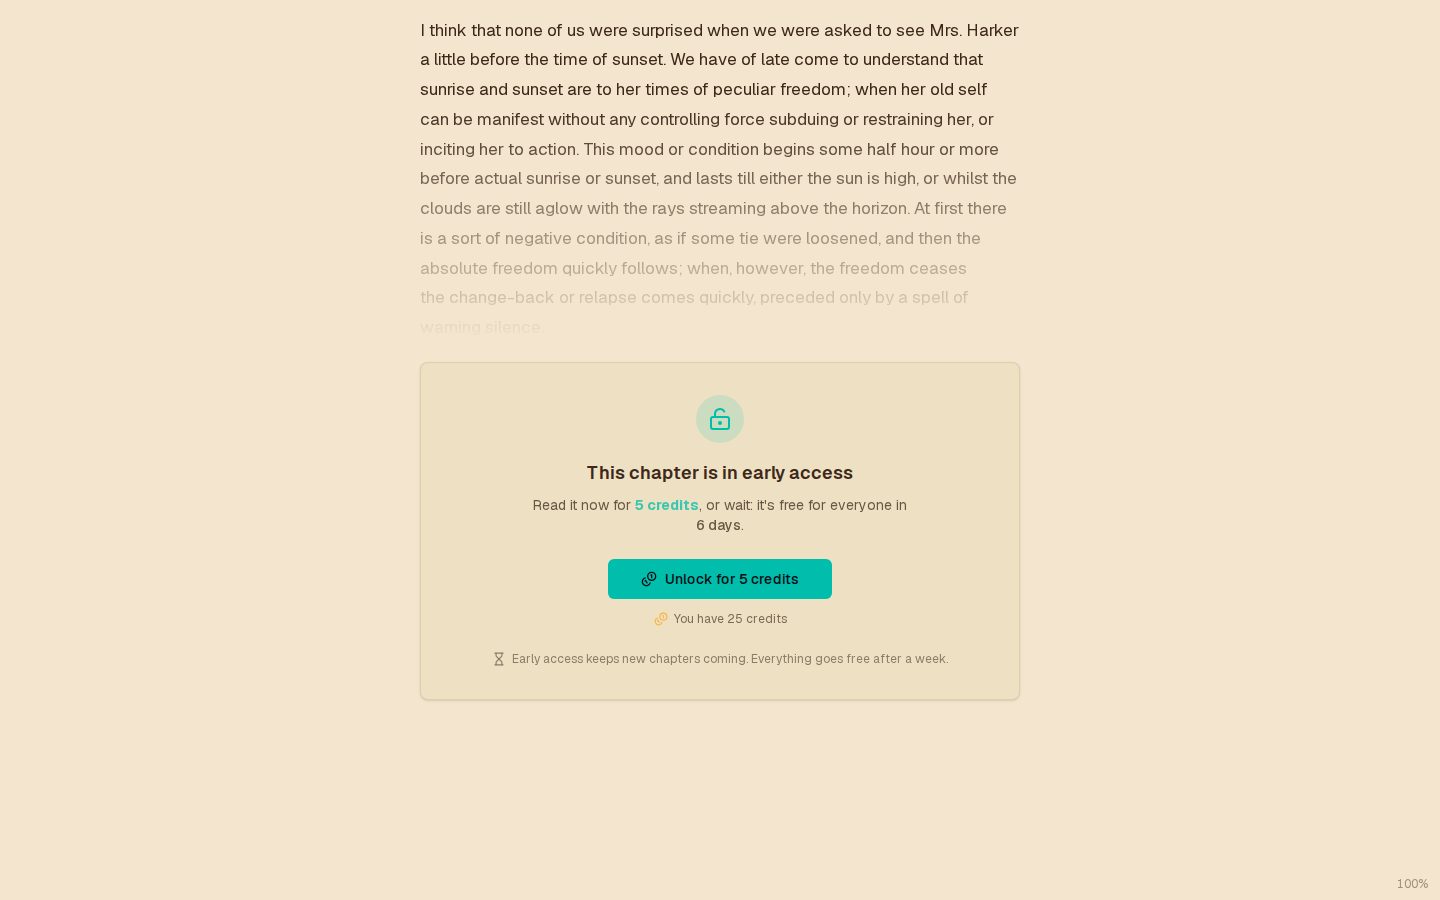 I think that none of us were surprised when we were asked to see Mrs. Harker
a little before the time of sunset. We have of late come to understand that
sunrise and sunset are to her times of peculiar freedom; when her old self
can be manifest without any controlling force subduing or restraining her, or
inciting her to action. This mood or condition begins some half hour or more
before actual sunrise or sunset, and lasts till either the sun is high, or whilst the
clouds are still aglow with the rays streaming above the horizon. At first there
is a sort of negative condition, as if some tie were loosened, and then the
absolute freedom quickly follows; when, however, the freedom ceases
the change-back or relapse comes quickly, preceded only by a spell of
warning silence.
This chapter is in early access
Read it now for 5 credits, or wait: it's free for everyone in
6 days.
Unlock for 5 credits
You have 25 credits
Early access keeps new chapters coming. Everything goes free after a week.
100%